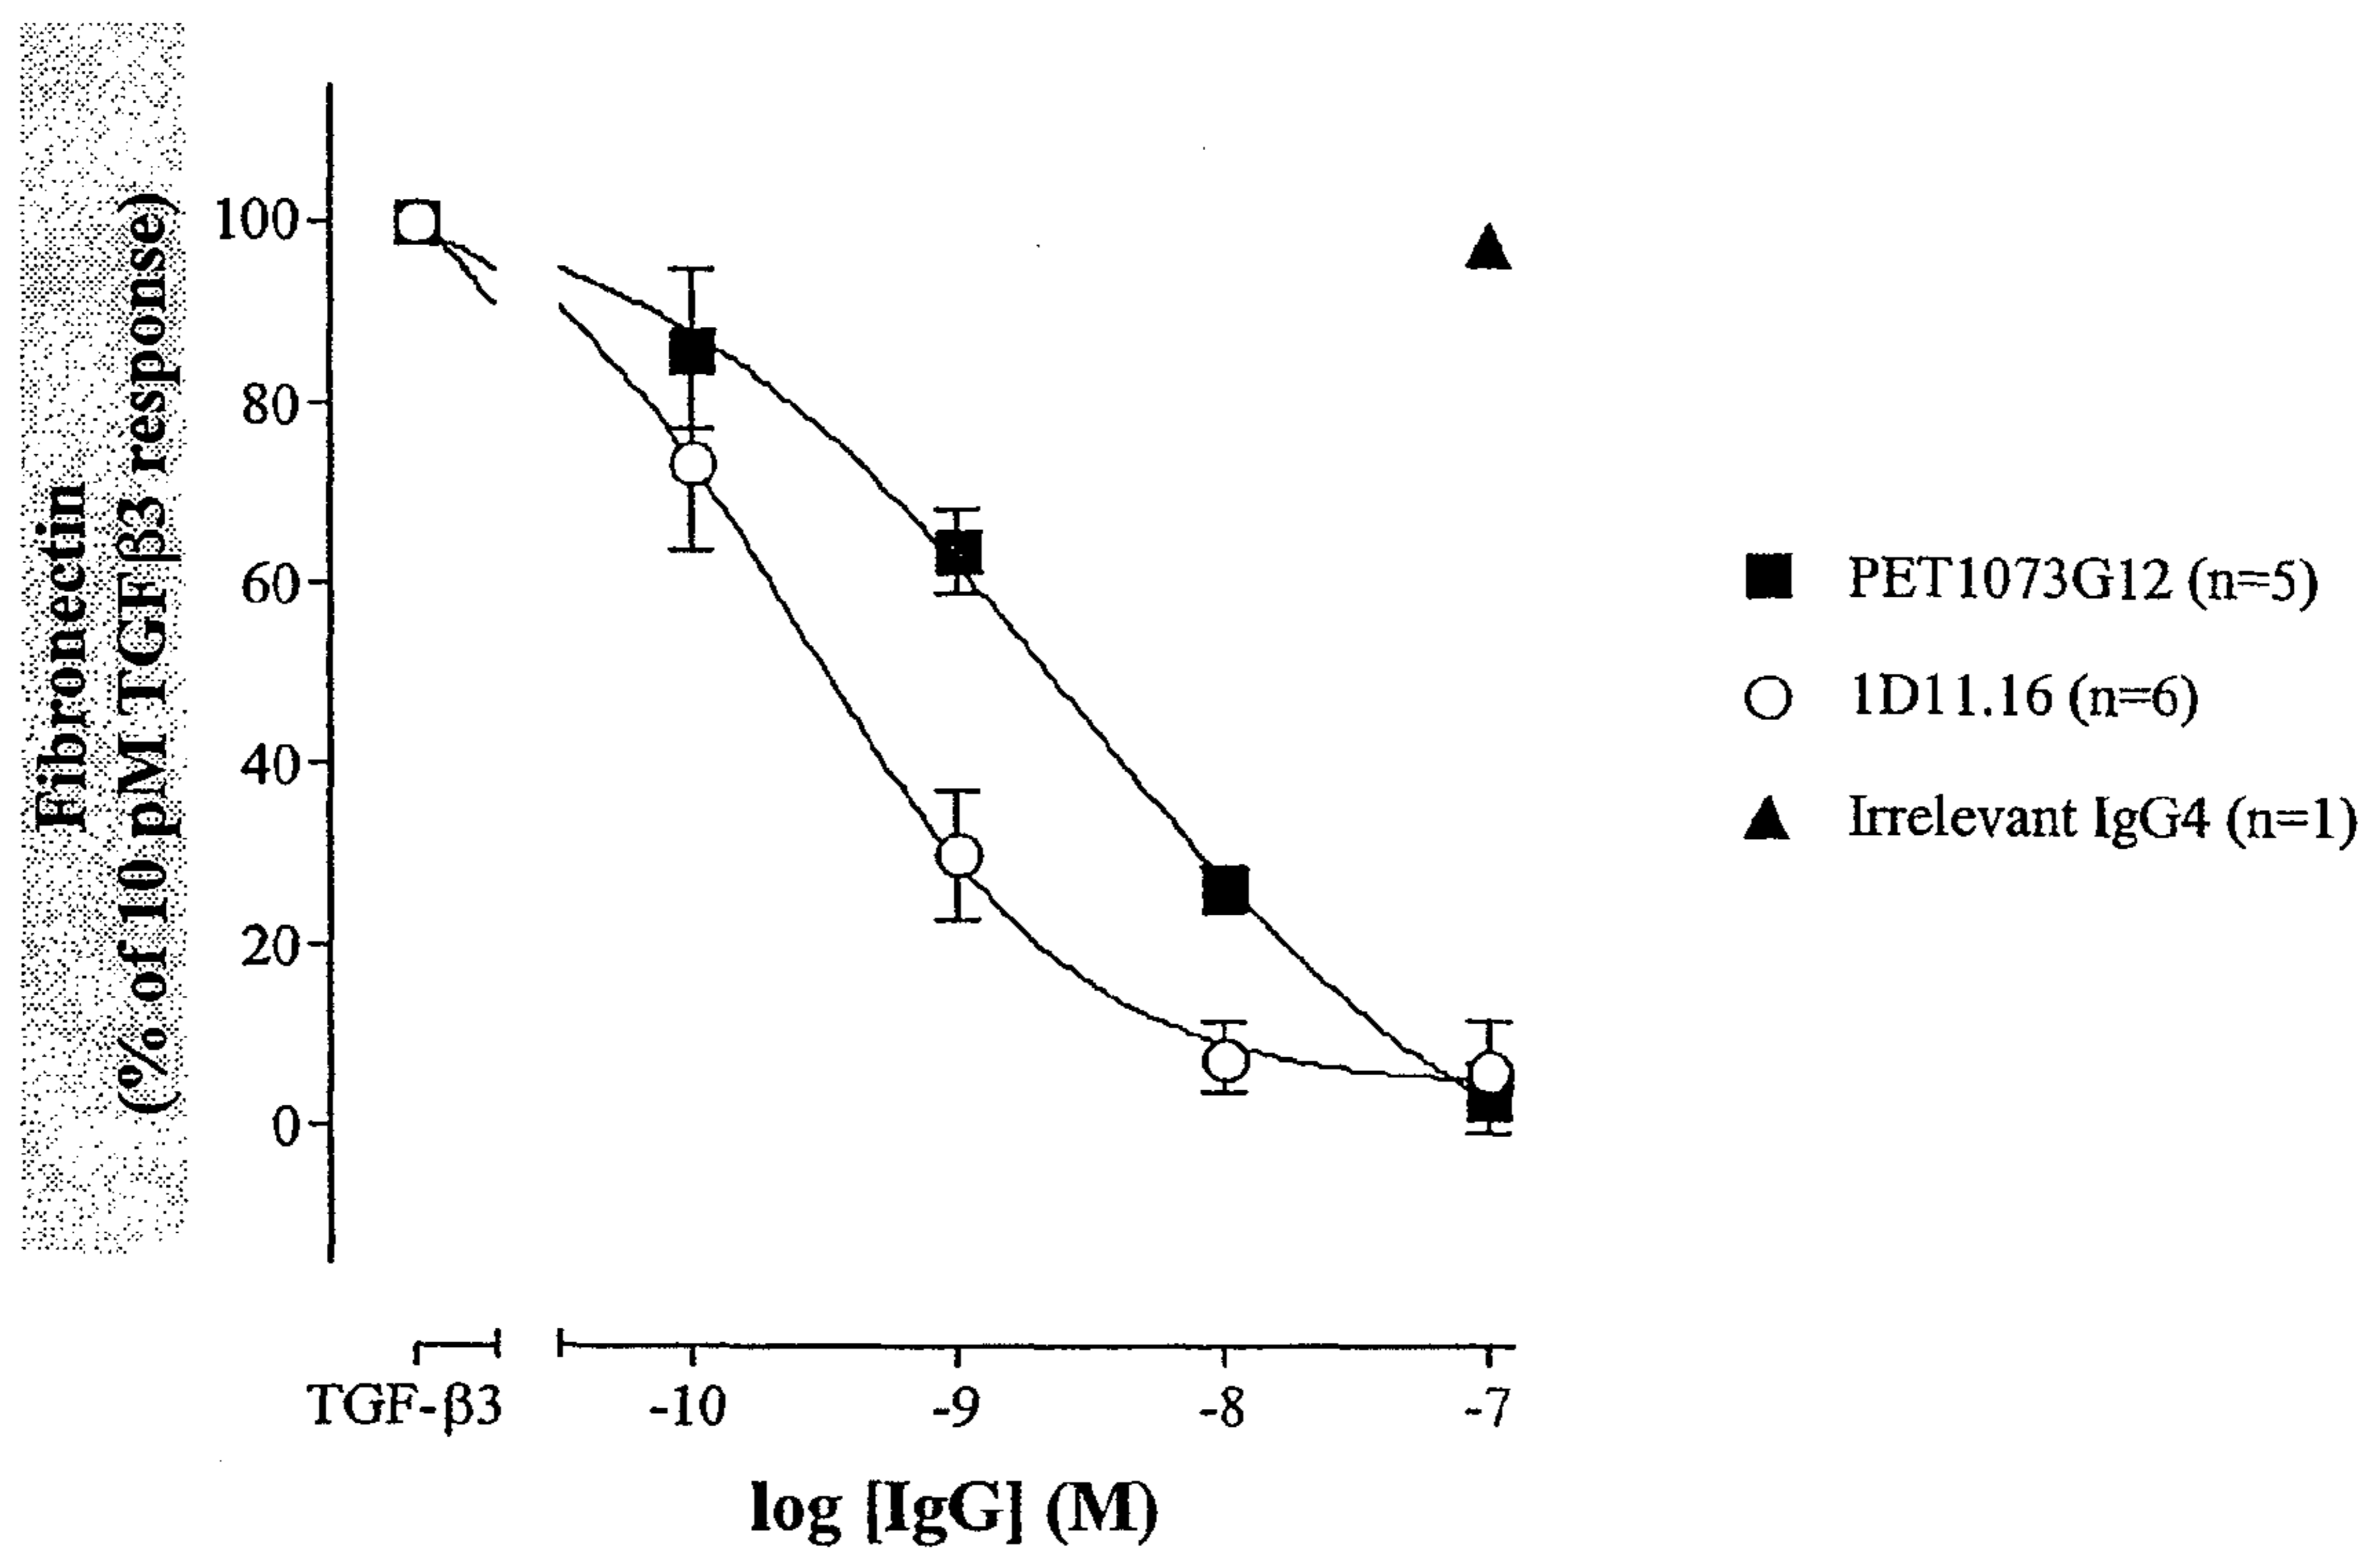 Fibronectin
(% of 10 pM TGFβ3 response)
100
80
60
40
20
0
PET1073G12 (n=5)
1D11.16 (n=6)
Irrelevant IgG4 (n=1)
TGF-β3 -10 -9 -8 -7
log [IgG] (M)